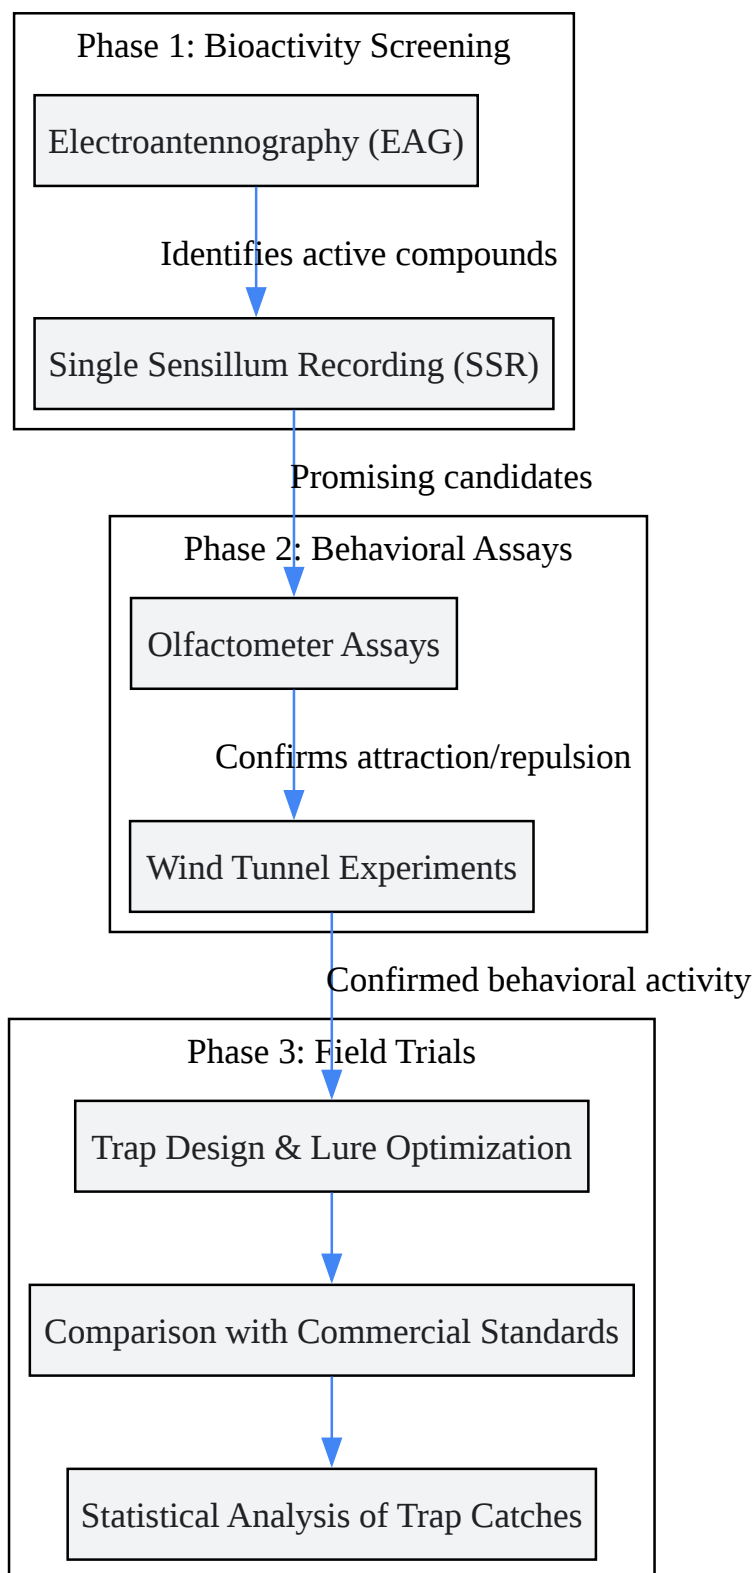 Phase 1: Bioactivity Screening
Electroantennography (EAG)
Identifies active compounds
Single Sensillum Recording (SSR)
Promising candidates
Phase 2: Behavioral Assays
Olfactometer Assays
Confirms attraction/repulsion
Wind Tunnel Experiments
Confirmed behavioral activity
Phase 3: Field Trials
Trap Design & Lure Optimization
Comparison with Commercial Standards
Statistical Analysis of Trap Catches